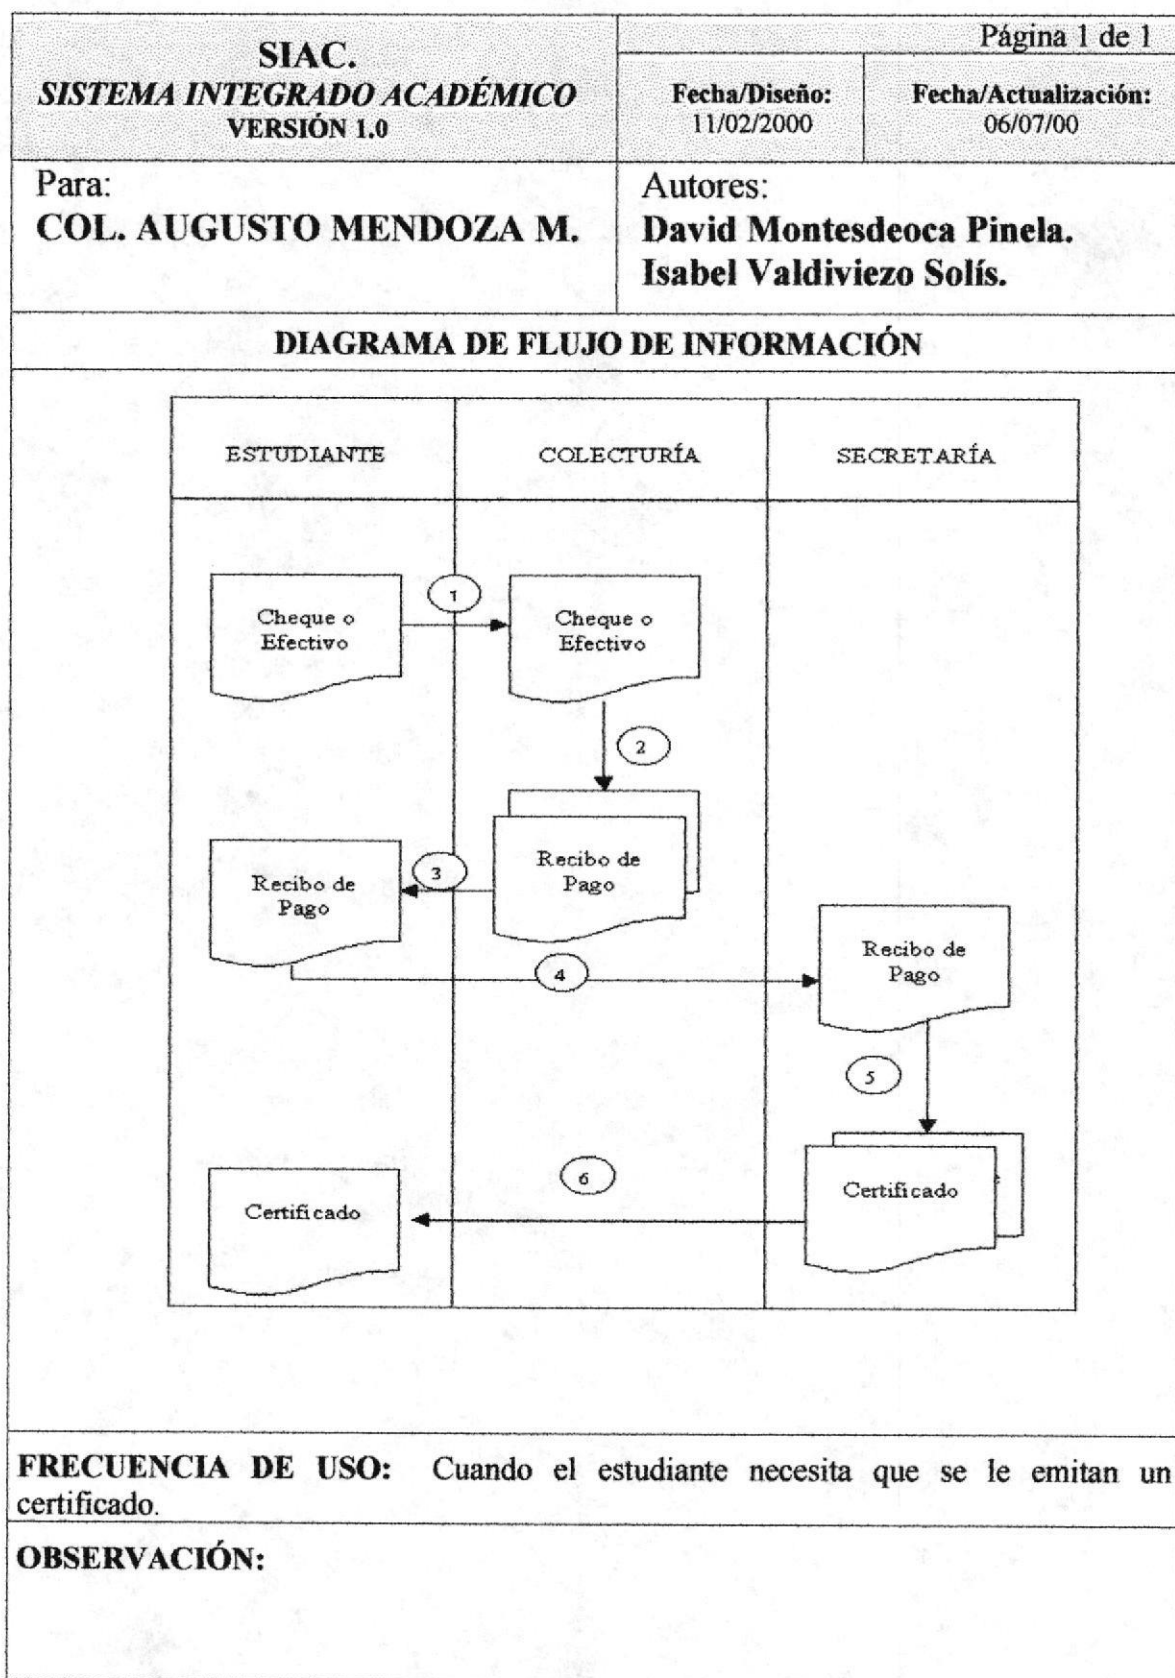 SIAC.
SISTEMA INTEGRADO ACADÉMICO
VERSIÓN 1.0
Página 1 de 1
Fecha/Diseño:
11/02/2000
Fecha/Actualización:
06/07/00
Para:
COL. AUGUSTO MENDOZA M.
Autores:
David Montesdeoca Pinela.
Isabel Valdiviezo Solís.
DIAGRAMA DE FLUJO DE INFORMACIÓN
ESTUDIANTE
COLECTURÍA
SECRETARÍA
Cheque o
Efectivo
1
Cheque o
Efectivo
2
Recibo de
Pago
3
Recibo de
Pago
4
Recibo de
Pago
5
Certificado
6
Certificado
FRECUENCIA DE USO: Cuando el estudiante necesita que se le emitan un
certificado.
OBSERVACIÓN: